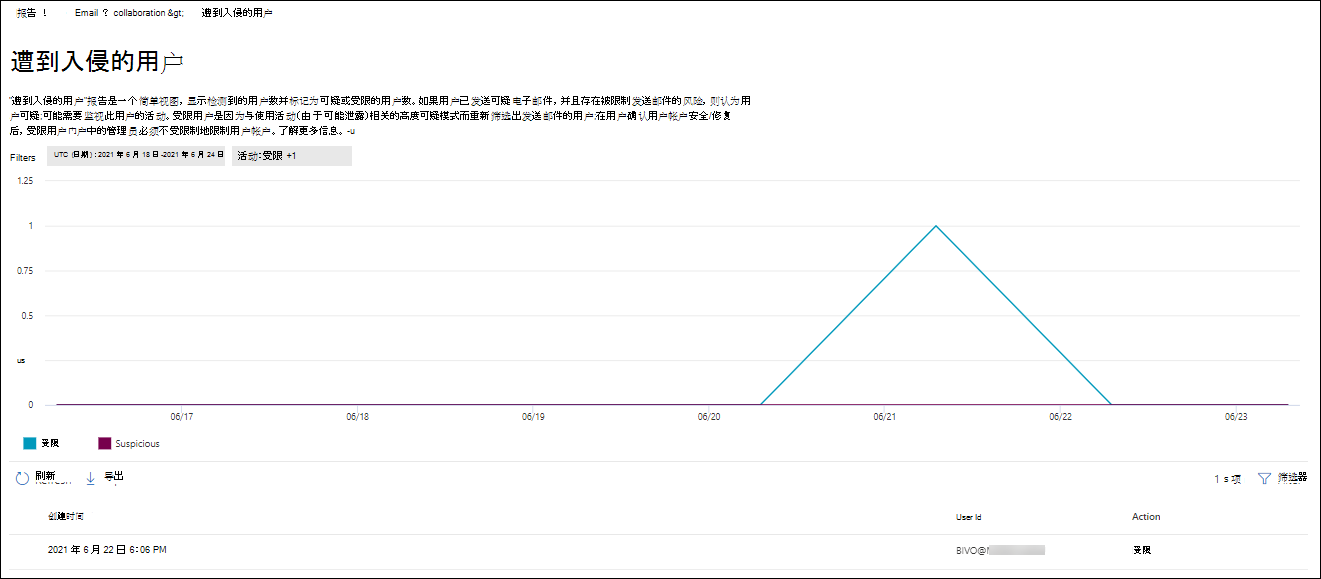 报告 ! Email ? collaboration &gt; 遭到入侵的用户
遭到入侵的用户
"遭到入侵的用户"报告是一个简单视图，显示检测到的用户数并标记为可疑或受限的用户数。如果用户已发送可疑电子邮件，并且存在被限制发送邮件的风险，则认为用
户可疑;可能需要监视此用户的活动。受限用户是因为与使用活动（由于可能泄露）相关的高度可疑模式而重新筛选出发送邮件的用户;在用户确认用户帐户安全/修复
后，受限用户门户中的管理员必须不受限制地限制用户帐户。了解更多信息。-u
Filters UTC (日期) : 2021 年 6 月 18 日 -2021 年 6 月 24 日 活动：受限 +1
1.25
1
0.75
0.5
us
0
06/17 06/18 06/19 06/20 06/21 06/22 06/23
受限 Suspicious
刷新 导出 1 s 项 筛选器
创建时间 User Id Action
2021 年 6 月 22 日 6：06 PM BIVO@ 受限